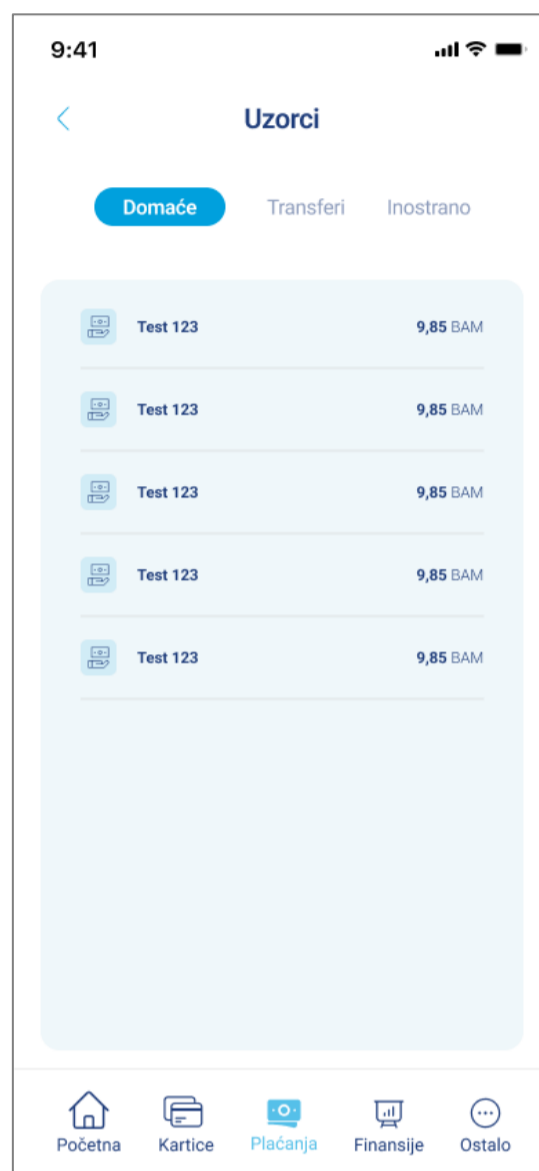 9:41
Uzorci
Domaće Transferi Inostrano
Test 123 9,85 BAM
Test 123 9,85 BAM
Test 123 9,85 BAM
Test 123 9,85 BAM
Test 123 9,85 BAM
Početna Kartice Plaćanja Finansije Ostalo